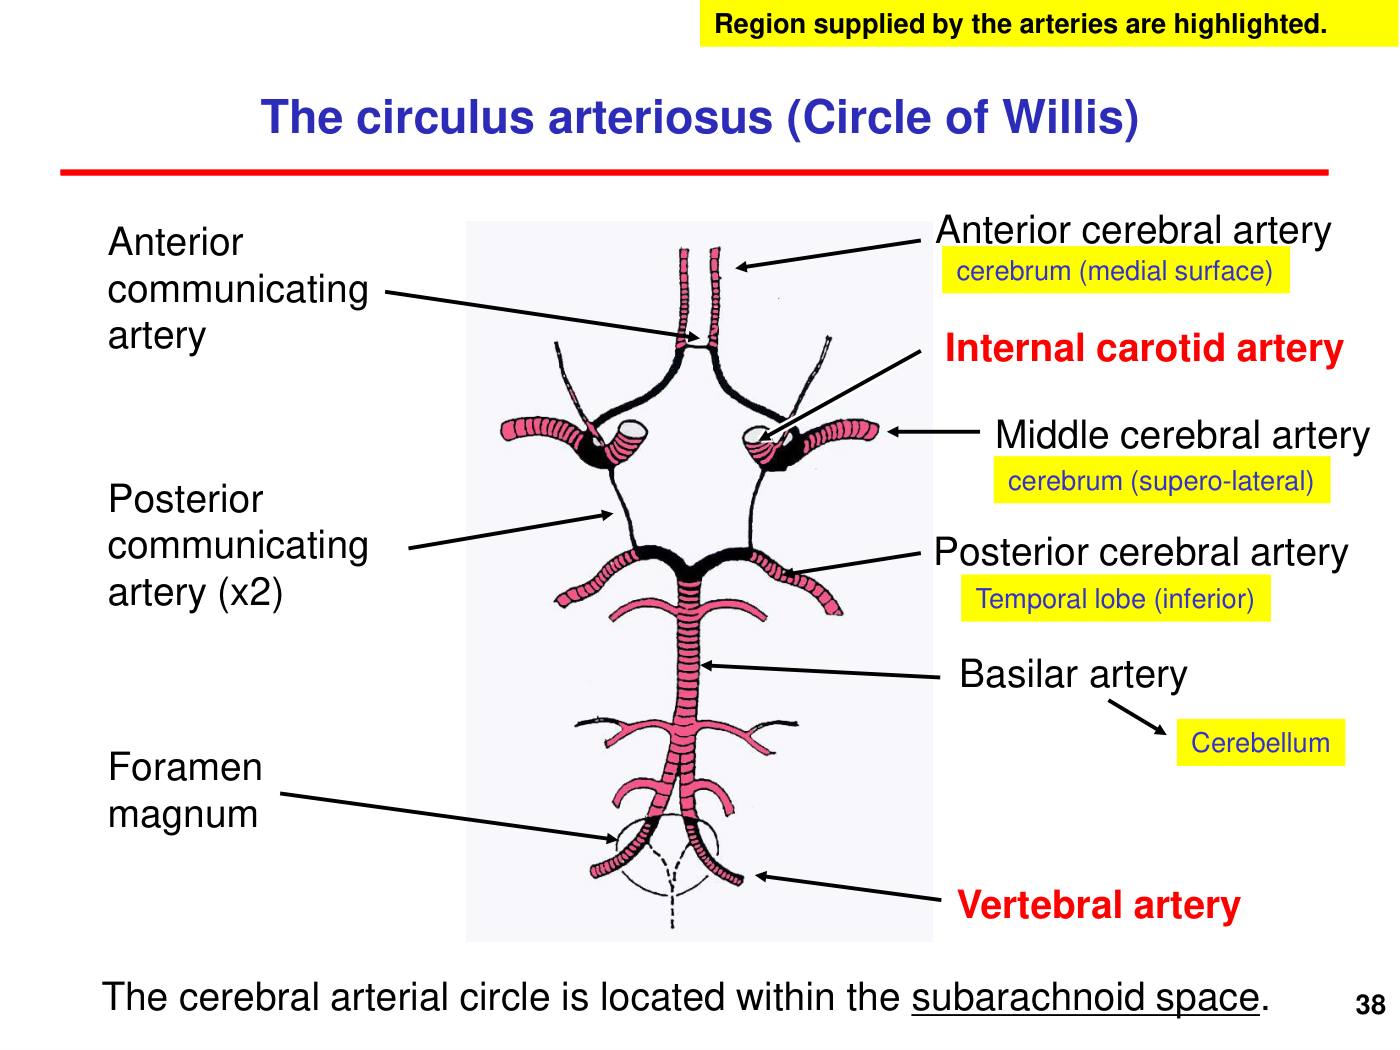 Region supplied by the arteries are highlighted.
The circulus arteriosus (Circle of Willis)
Anterior
communicating
artery
Anterior cerebral artery
cerebrum (medial surface)
Internal carotid artery
Middle cerebral artery
cerebrum (supero-lateral)
Posterior
communicating
artery (x2)
Posterior cerebral artery
Temporal lobe (inferior)
Basilar artery
Cerebellum
Foramen
magnum
Vertebral artery
The cerebral arterial circle is located within the subarachnoid space.
38